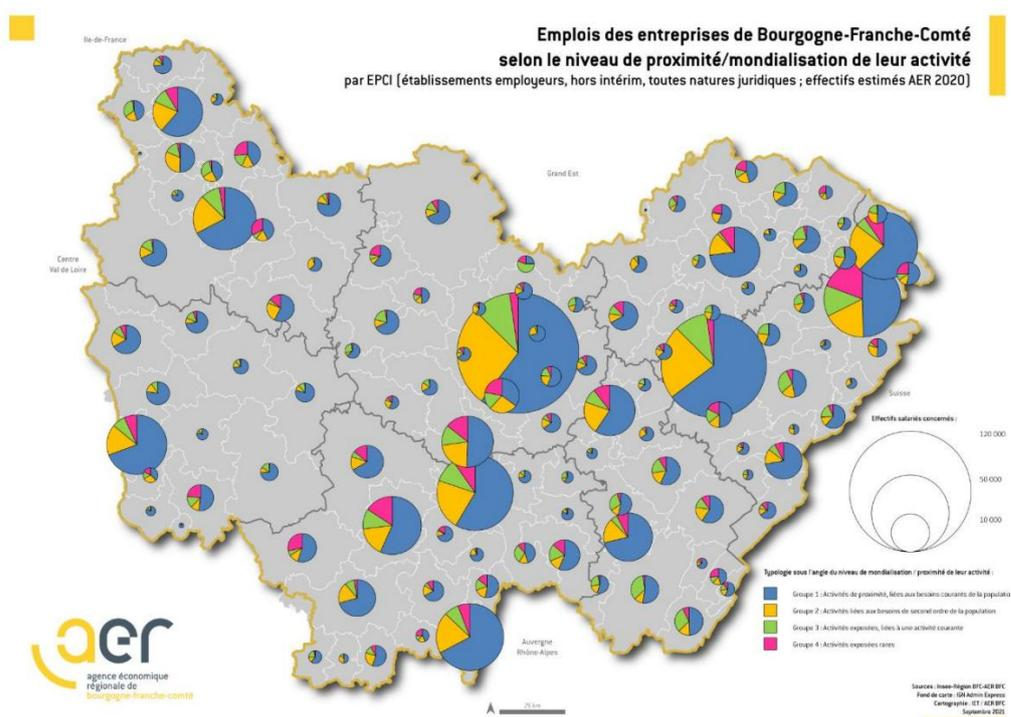 Emplois des entreprises de Bourgogne-Franche-Comté
selon le niveau de proximité/mondialisation de leur activité
par EPCI (établissements employeurs, hors intérim, toutes natures juridiques ; effectifs estimés AER 2020)
Ile-de-France
Grand Est
Centre
Val de Loire
Suisse
Effectifs salariés concernés :
120 000
50 000
10 000
Typologie sous l'angle du niveau de mondialisation / proximité de leur activité :
Groupe 1 : Activités de proximité, liées aux besoins courants de la populatio
Groupe 2 : Activités liées aux besoins de second ordre de la population
Groupe 3 : Activités exposées, liées à une activité courante
Groupe 4 : Activités exposées rares
Auvergne
Rhône-Alpes
aer
agence économique
régionale de
bourgogne-franche-comté
25 km
Sources : Insee-Région BFC-AER BFC
Fond de carte : IGN Admin Express
Cartographie : IET / AER BFC
Septembre 2021